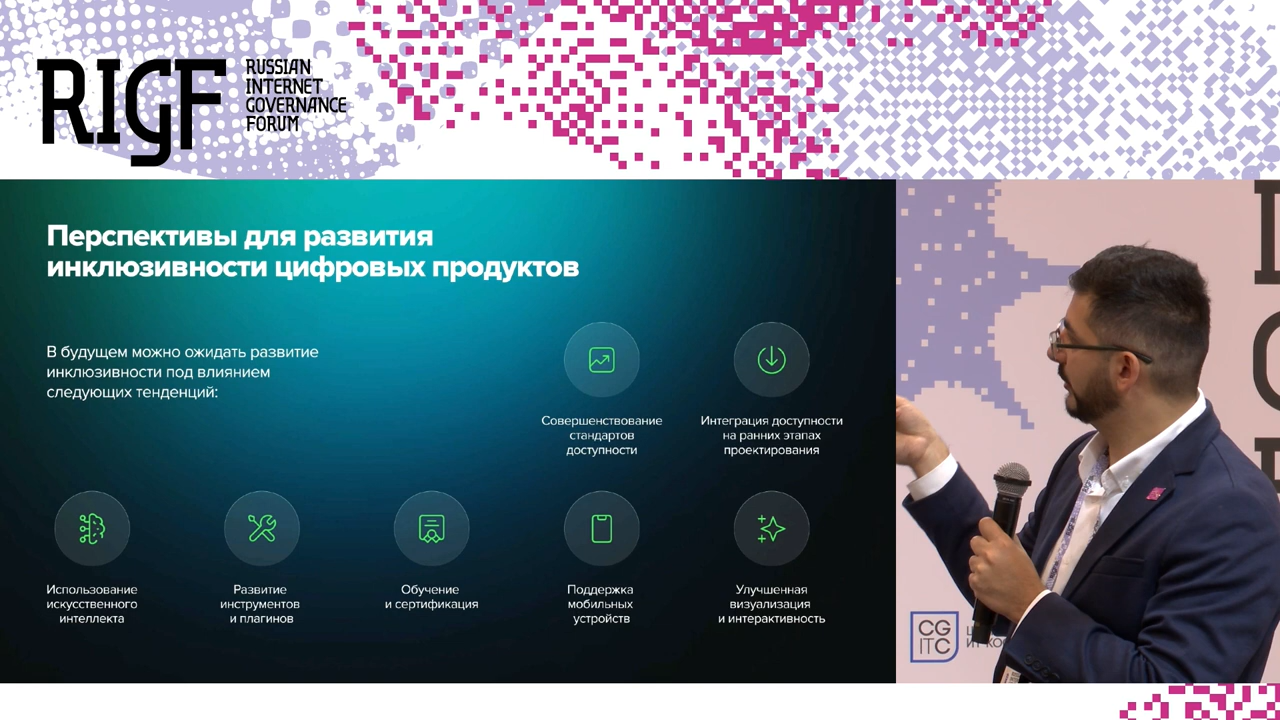 RIGF
RUSSIAN
INTERNET
GOVERNANCE
FORUM
Перспективы для развития
инклюзивности цифровых продуктов
В будущем можно ожидать развитие
инклюзивности под влиянием
следующих тенденций:
Совершенствование
стандартов
доступности
Интеграция доступности
на ранних этапах
проектирования
Использование
искусственного
интеллекта
Развитие
инструментов
и плагинов
Обучение
и сертификация
Поддержка
мобильных
устройств
Улучшенная
визуализация
и интерактивность
CG
ITC